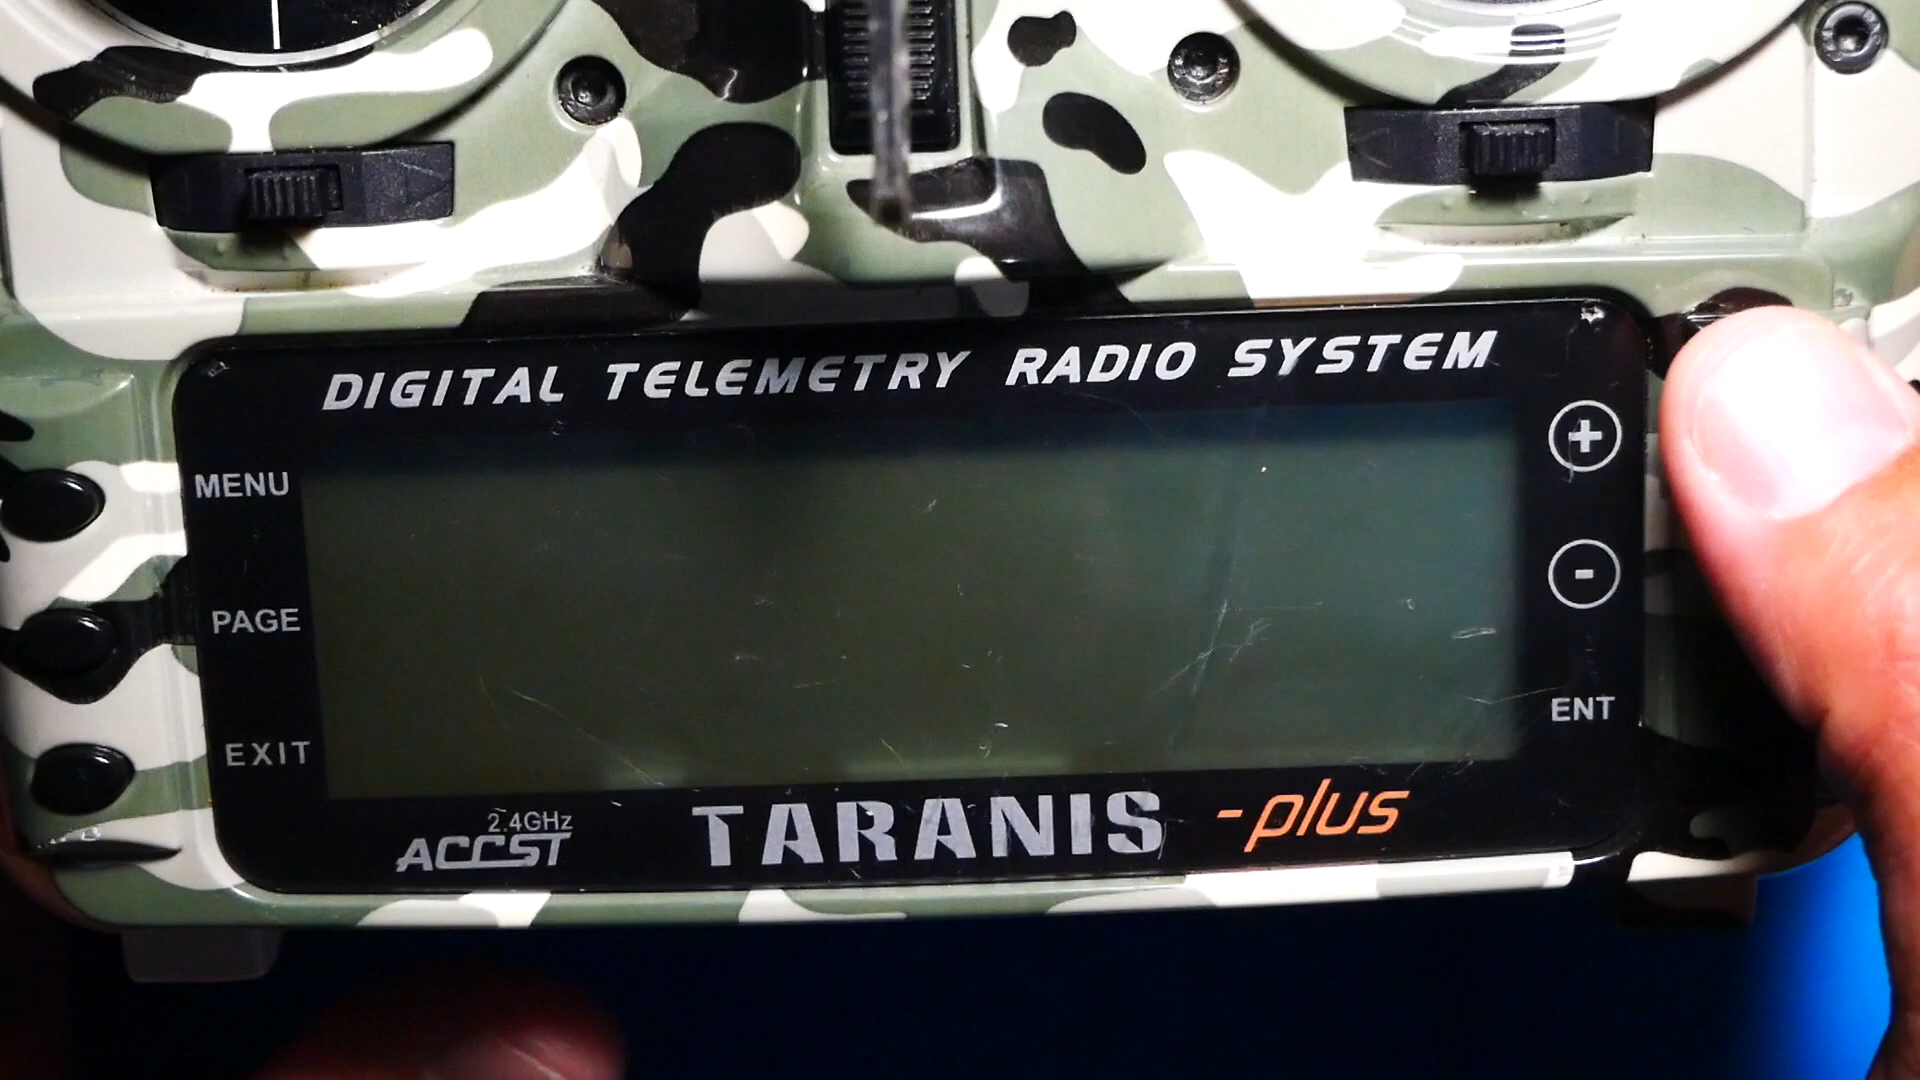 DIGITAL TELEMETRY RADIO SYSTEM
MENU
+
PAGE
-
EXIT
ENT
2.4GHz
ACCST
TARANIS -plus